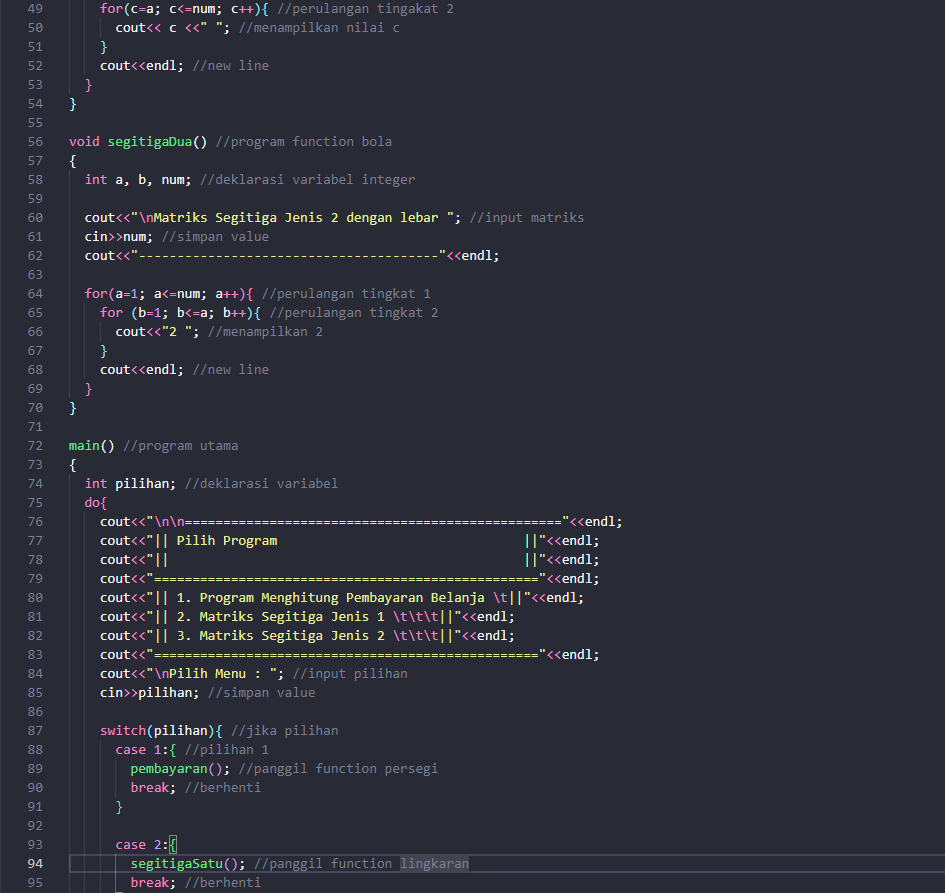 49 for(c=a; c<=num; c++){ //perulangan tingakat 2
50 cout<< c <<" "; //menampilkan nilai c
51 }
52 cout<<endl; //new line
53 }
54 }
55
56 void segitigaDua() //program function bola
57 {
58 int a, b, num; //deklarasi variabel integer
59
60 cout<<"\nMatriks Segitiga Jenis 2 dengan lebar "; //input matriks
61 cin>>num; //simpan value
62 cout<<"---------------------------------------"<<endl;
63
64 for(a=1; a<=num; a++){ //perulangan tingkat 1
65 for (b=1; b<=a; b++){ //perulangan tingkat 2
66 cout<<"2 "; //menampilkan 2
67 }
68 cout<<endl; //new line
69 }
70 }
71
72 main() //program utama
73 {
74 int pilihan; //deklarasi variabel
75 do{
76 cout<<"\n\n================================================="<<endl;
77 cout<<"|| Pilih Program                                ||"<<endl;
78 cout<<"||                                              ||"<<endl;
79 cout<<"=================================================="<<endl;
80 cout<<"|| 1. Program Menghitung Pembayaran Belanja \t||"<<endl;
81 cout<<"|| 2. Matriks Segitiga Jenis 1 \t\t\t||"<<endl;
82 cout<<"|| 3. Matriks Segitiga Jenis 2 \t\t\t||"<<endl;
83 cout<<"=================================================="<<endl;
84 cout<<"\nPilih Menu : "; //input pilihan
85 cin>>pilihan; //simpan value
86
87 switch(pilihan){ //jika pilihan
88 case 1:{ //pilihan 1
89 pembayaran(); //panggil function persegi
90 break; //berhenti
91 }
92
93 case 2:{
94 segitigaSatu(); //panggil function lingkaran
95 break; //berhenti